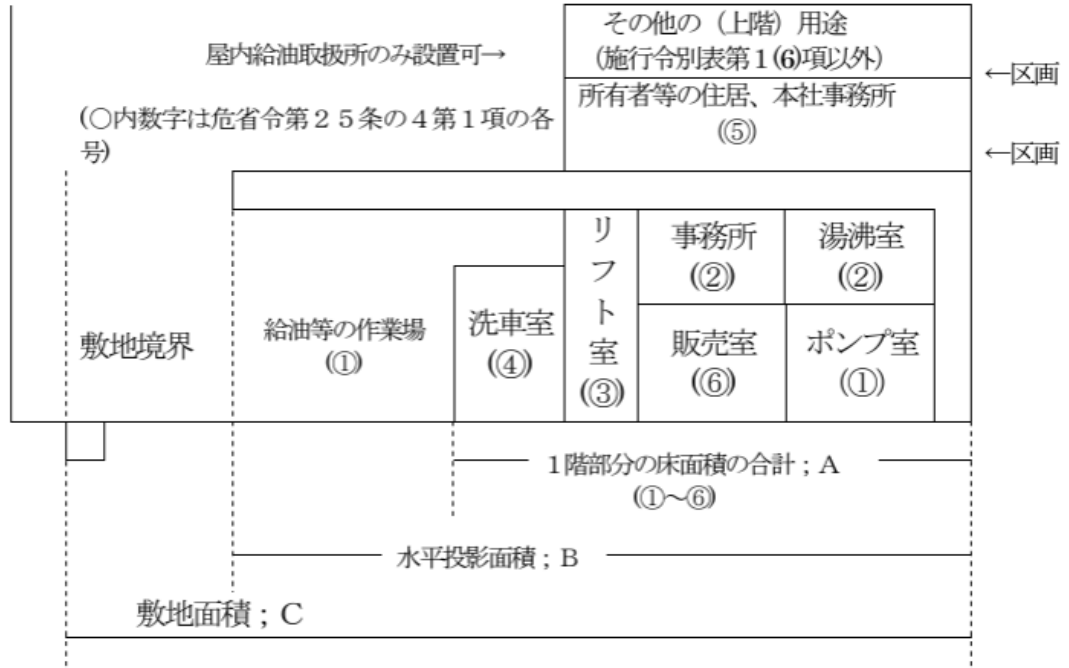 その他の（上階）用途
（施行令別表第１(6)項以外）
屋内給油取扱所のみ設置可→
←区画
所有者等の住居、本社事務所
(⑤)
(○内数字は危省令第２５条の４第１項の各
号)
←区画
リフト室
(③)
事務所
(②)
湯沸室
(②)
敷地境界
給油等の作業場
(①)
洗車室
(④)
販売室
(⑥)
ポンプ室
(①)
１階部分の床面積の合計；Ａ
(①～⑥)
水平投影面積；Ｂ
敷地面積；Ｃ